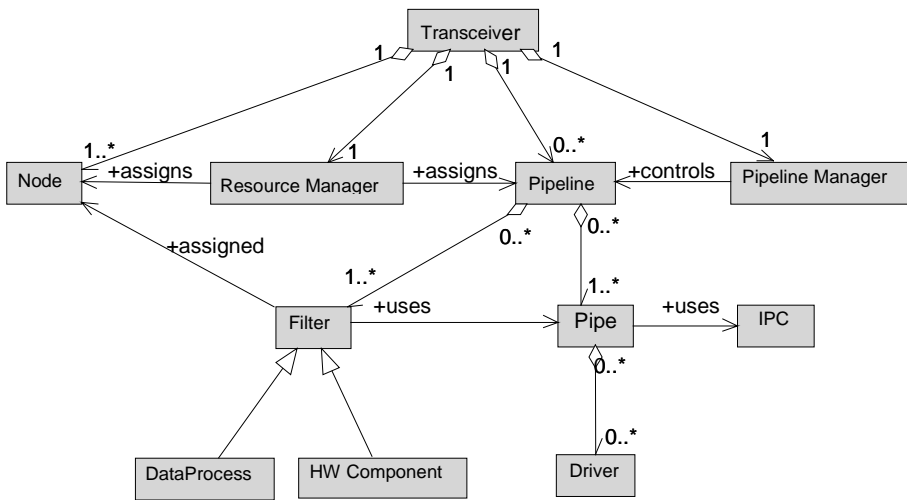 Transceiver
1
1
1
1
1..*
1
0..*
1
Node
+assigns
Resource Manager
+assigns
Pipeline
+controls
Pipeline Manager
+assigned
0..*
0..*
1..*
1..*
Filter
+uses
Pipe
+uses
IPC
0..*
0..*
DataProcess
HW Component
Driver